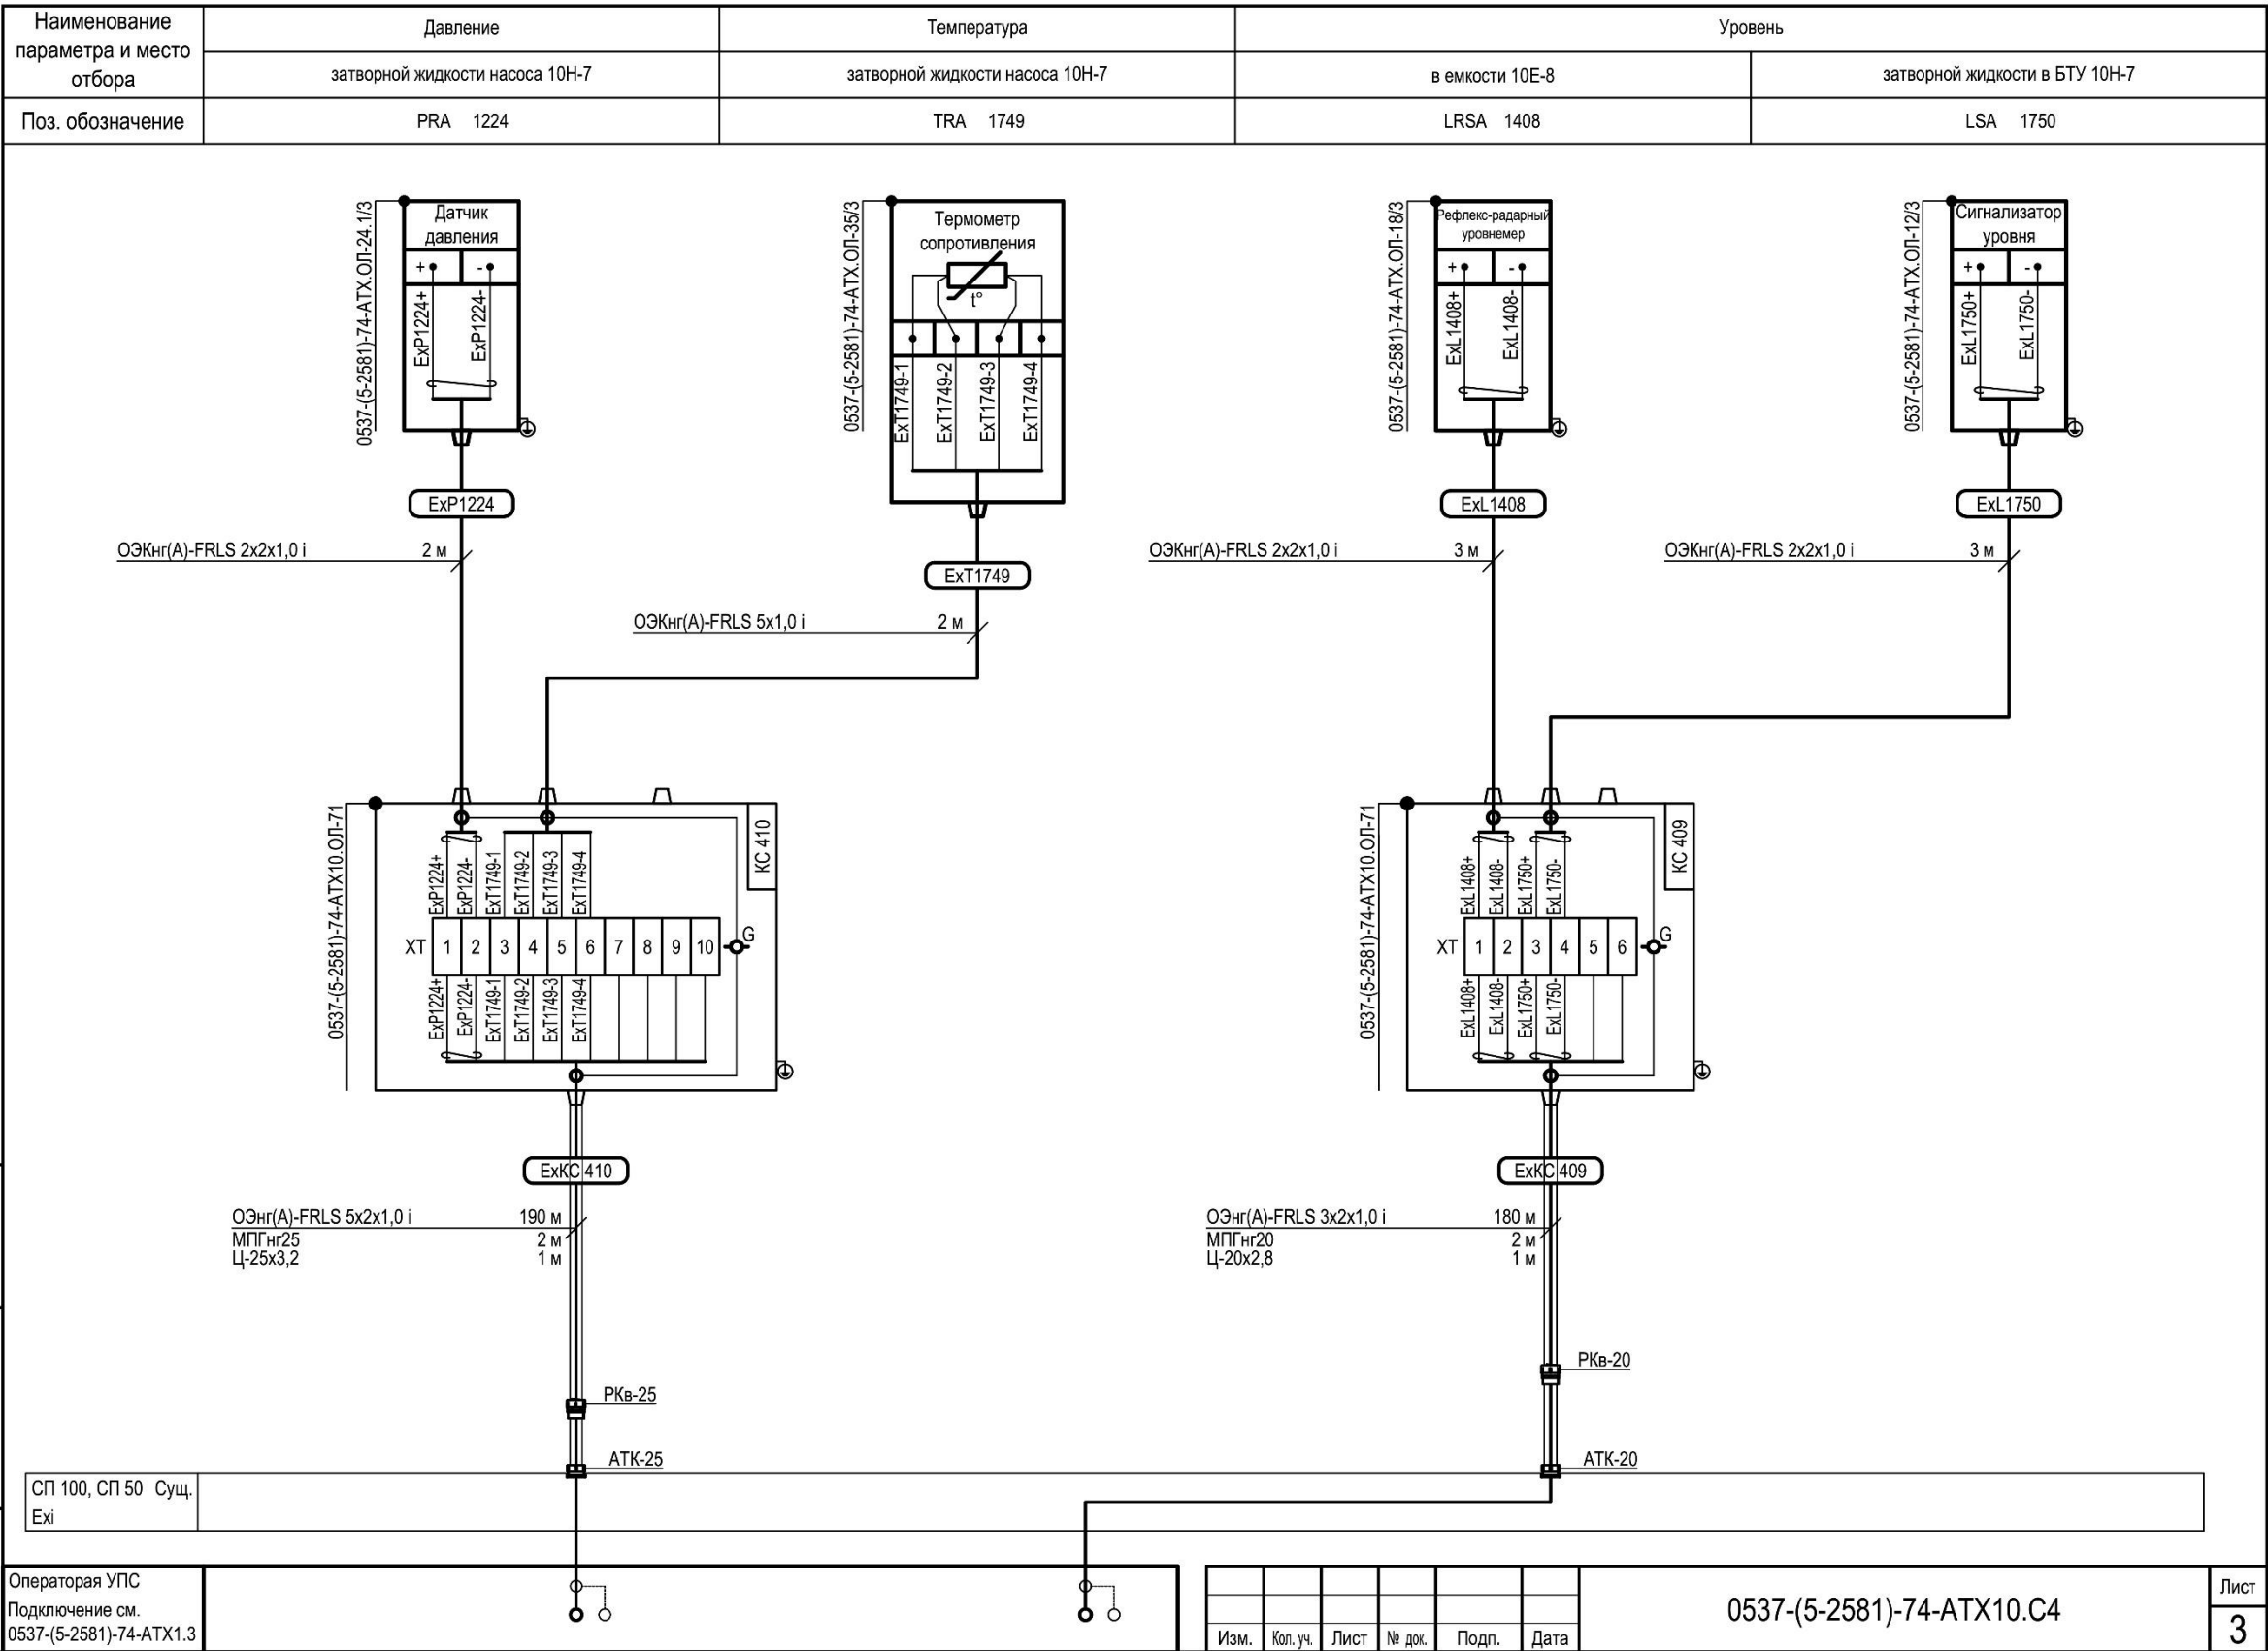 Наименование
параметра и место
отбора
Давление
Температура
Уровень
затворной жидкости насоса 10Н-7
затворной жидкости насоса 10Н-7
в емкости 10Е-8
затворной жидкости в БТУ 10Н-7
Поз. обозначение
PRA 1224
TRA 1749
LRSA 1408
LSA 1750
0537-(5-2581)-74-АТХ.ОЛ-24.1/3
Датчик
давления
+ -
ExP1224+
ExP1224-
0537-(5-2581)-74-АТХ.ОЛ-35/3
Термометр
сопротивления
t°
ExT1749-1
ExT1749-2
ExT1749-3
ExT1749-4
0537-(5-2581)-74-АТХ.ОЛ-18/3
Рефлекс-радарный
уровнемер
+ -
ExL1408+
ExL1408-
0537-(5-2581)-74-АТХ.ОЛ-12/3
Сигнализатор
уровня
+ -
ExL1750+
ExL1750-
ExP1224
ExL1408
ExL1750
ОЭКнг(А)-FRLS 2х2х1,0 i 2 м
ExT1749
ОЭКнг(А)-FRLS 5х1,0 i 2 м
ОЭКнг(А)-FRLS 2х2х1,0 i 3 м
ОЭКнг(А)-FRLS 2х2х1,0 i 3 м
0537-(5-2581)-74-АТХ10.ОЛ-71
КС 410
ExP1224+
ExP1224-
ExT1749-1
ExT1749-2
ExT1749-3
ExT1749-4
XT 1 2 3 4 5 6 7 8 9 10 G
ExP1224+
ExP1224-
ExT1749-1
ExT1749-2
ExT1749-3
ExT1749-4
0537-(5-2581)-74-АТХ10.ОЛ-71
КС 409
ExL1408+
ExL1408-
ExL1750+
ExL1750-
XT 1 2 3 4 5 6 G
ExL1408+
ExL1408-
ExL1750+
ExL1750-
ExКС 410
ОЭнг(А)-FRLS 5х2х1,0 i 190 м
МПГнг25 2 м
Ц-25х3,2 1 м
РКв-25
АТК-25
ExКС 409
ОЭнг(А)-FRLS 3х2х1,0 i 180 м
МПГнг20 2 м
Ц-20х2,8 1 м
РКв-20
АТК-20
СП 100, СП 50 Сущ.
Exi
Операторая УПС
Подключение см.
0537-(5-2581)-74-АТХ1.3
Изм. Кол. уч. Лист № док. Подп. Дата
0537-(5-2581)-74-АТХ10.С4
Лист
3